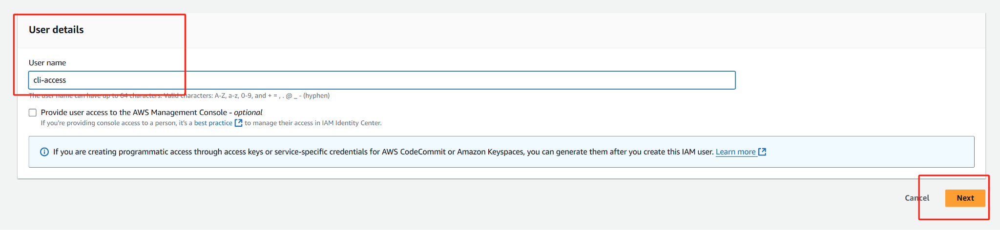 User details
User name
cli-access
The user name can have up to 64 characters. Valid characters: A-Z, a-z, 0-9, and + = , . @ _ - (hyphen)
Provide user access to the AWS Management Console - optional
If you're providing console access to a person, it's a best practice to manage their access in IAM Identity Center.
If you are creating programmatic access through access keys or service-specific credentials for AWS CodeCommit or Amazon Keyspaces, you can generate them after you create this IAM user. Learn more
Cancel Next